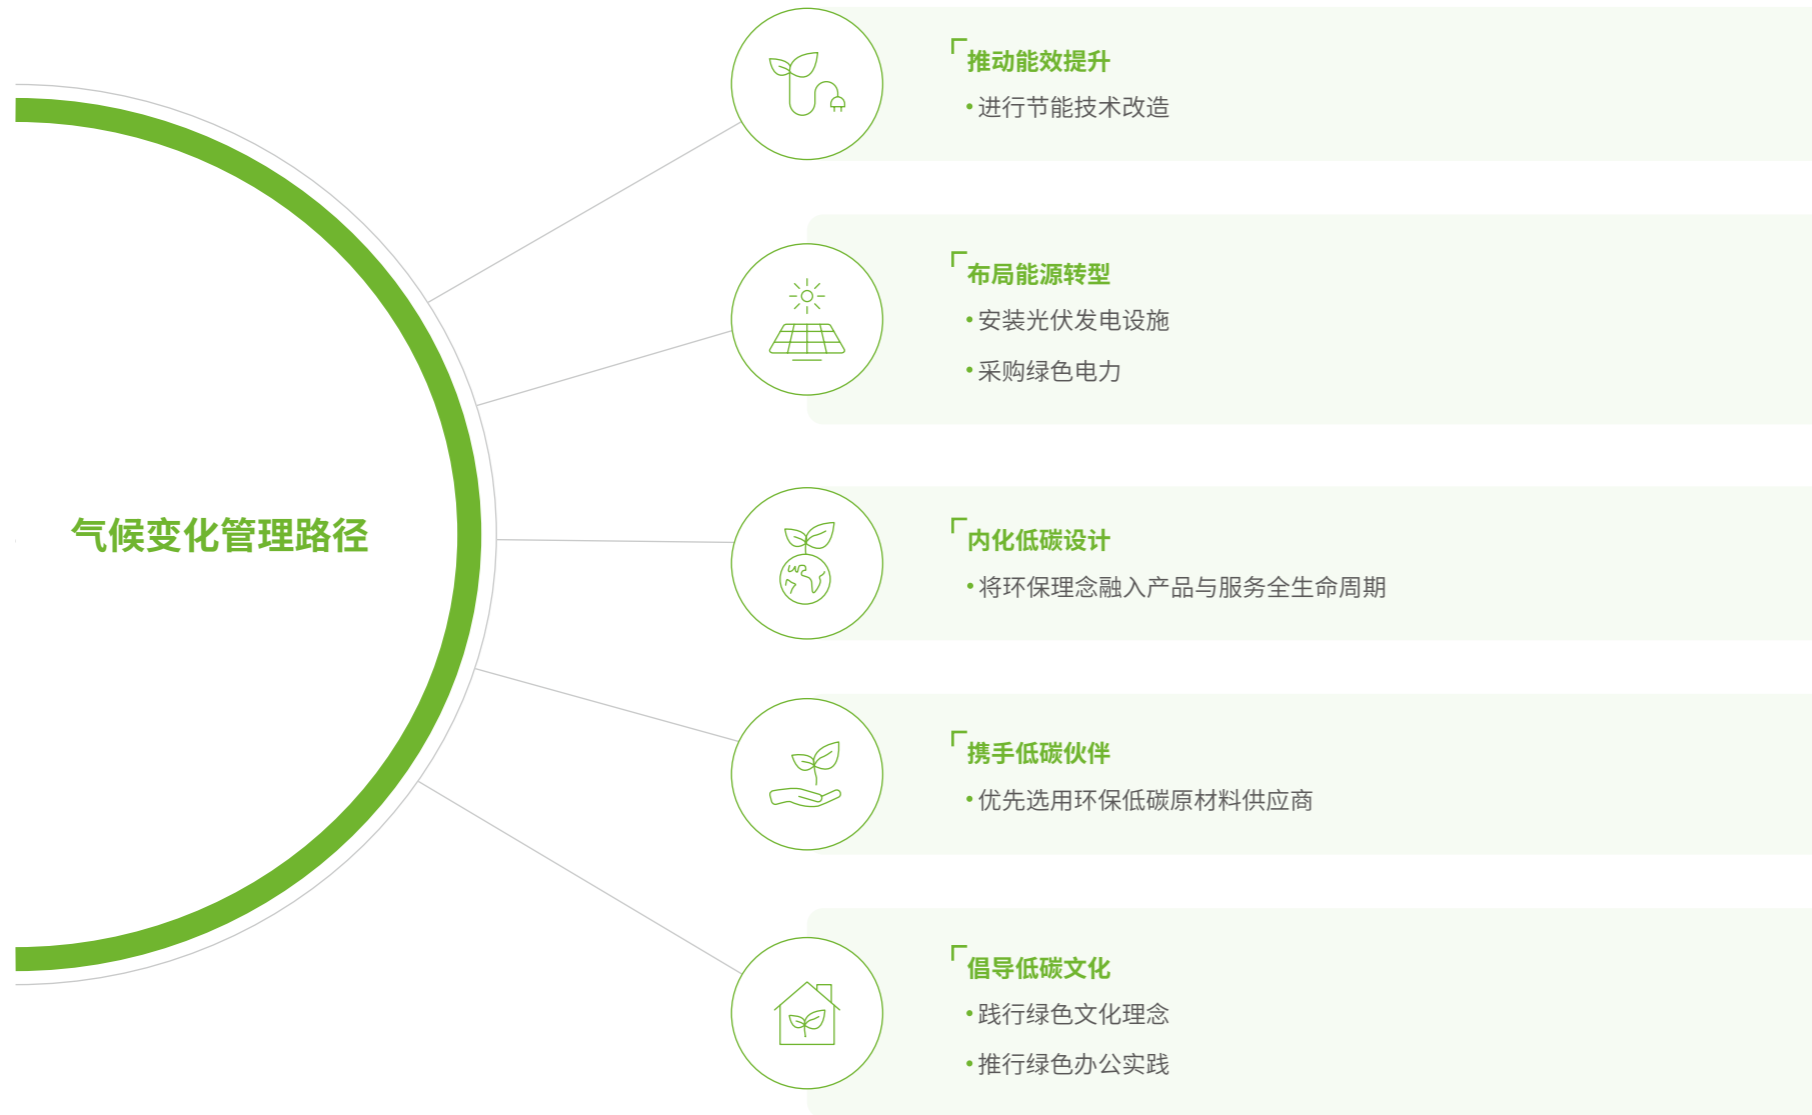 气候变化管理路径
推动能效提升
•进行节能技术改造
布局能源转型
•安装光伏发电设施
•采购绿色电力
内化低碳设计
•将环保理念融入产品与服务全生命周期
携手低碳伙伴
•优先选用环保低碳原材料供应商
倡导低碳文化
•践行绿色文化理念
•推行绿色办公实践